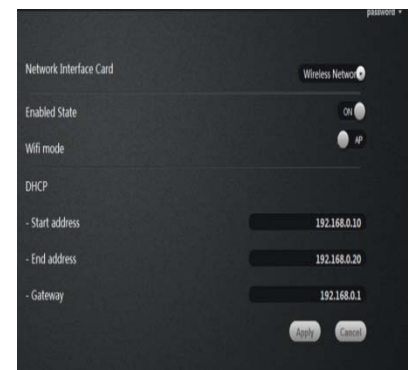 password
Network Interface Card Wireless Networ
Enabled State ON
Wifi mode AP
DHCP
- Start address 192.168.0.10
- End address 192.168.0.20
- Gateway 192.168.0.1
Apply Cancel